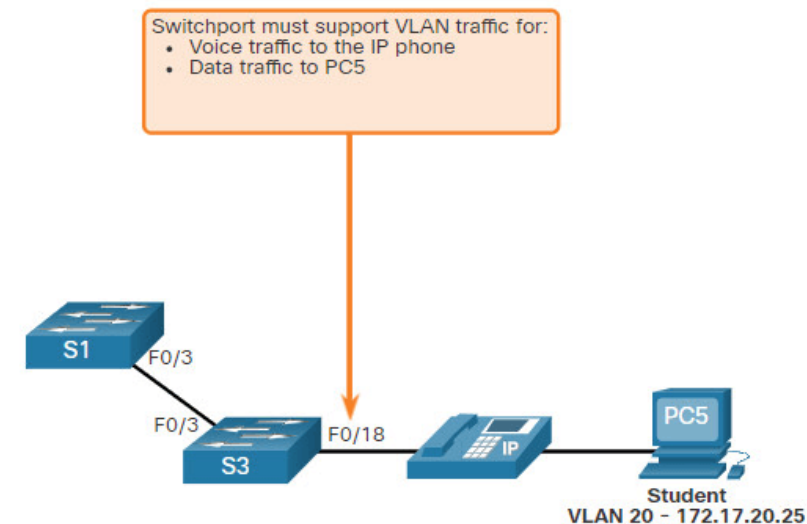 Switchport must support VLAN traffic for:
• Voice traffic to the IP phone
• Data traffic to PC5
S1
F0/3
F0/3
S3
F0/18
IP
PC5
Student
VLAN 20 - 172.17.20.25